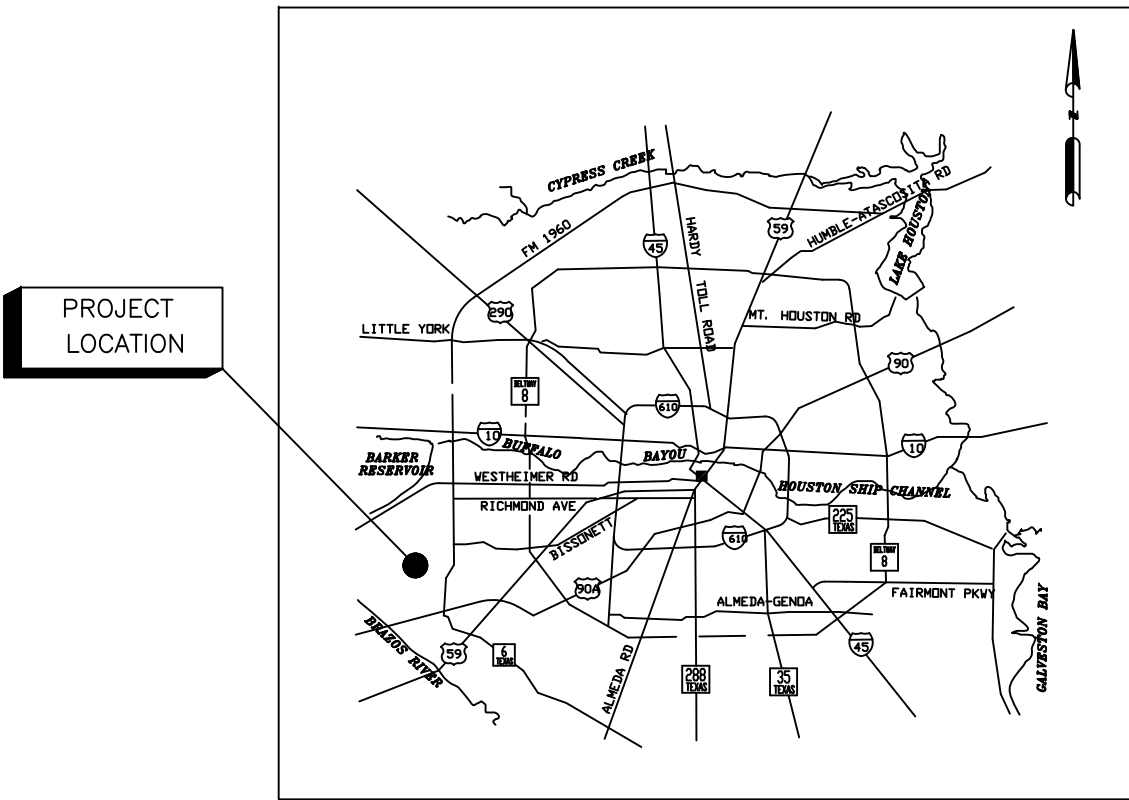 PROJECT
LOCATION
N
CYPRESS CREEK
HUMBLE-ATASCOSITA RD
FM 1960
45
HARDY
59
LAKE HOUSTON
TOLL ROAD
290
LITTLE YORK
MT. HOUSTON RD
90
BELTWAY
8
610
10
BUFFALO
BAYOU
10
BARKER
RESERVOIR
WESTHEIMER RD
HOUSTON SHIP CHANNEL
RICHMOND AVE
225
TEXAS
BISSONETT
610
BELTWAY
8
90A
ALMEDA-GENOA
FAIRMONT PKWY
BRAZOS RIVER
59
6
TEXAS
ALMEDA RD
288
TEXAS
35
TEXAS
45
GALVESTON BAY